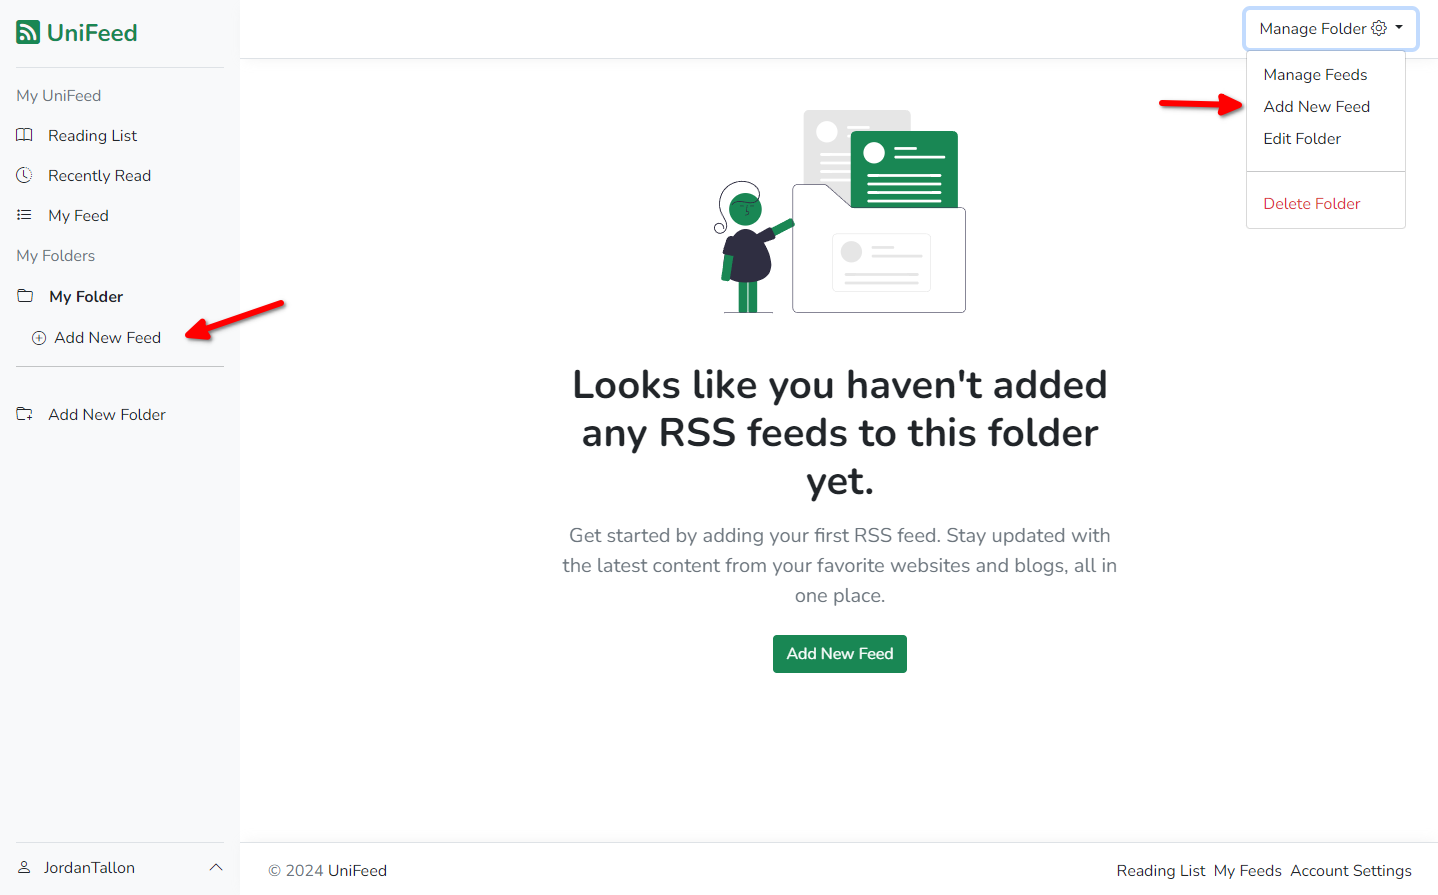 UniFeed
My UniFeed
Reading List
Recently Read
My Feed
My Folders
My Folder
Add New Feed
Add New Folder
JordanTallon
Manage Folder
Manage Feeds
Add New Feed
Edit Folder
Delete Folder
Looks like you haven't added
any RSS feeds to this folder
yet.
Get started by adding your first RSS feed. Stay updated with
the latest content from your favorite websites and blogs, all in
one place.
Add New Feed
© 2024 UniFeed
Reading List My Feeds Account Settings